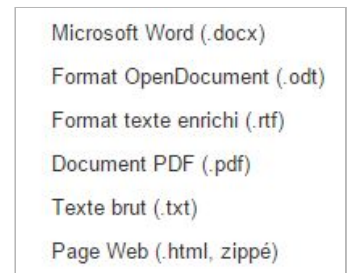 Microsoft Word (.docx)
Format OpenDocument (.odt)
Format texte enrichi (.rtf)
Document PDF (.pdf)
Texte brut (.txt)
Page Web (.html, zippé)